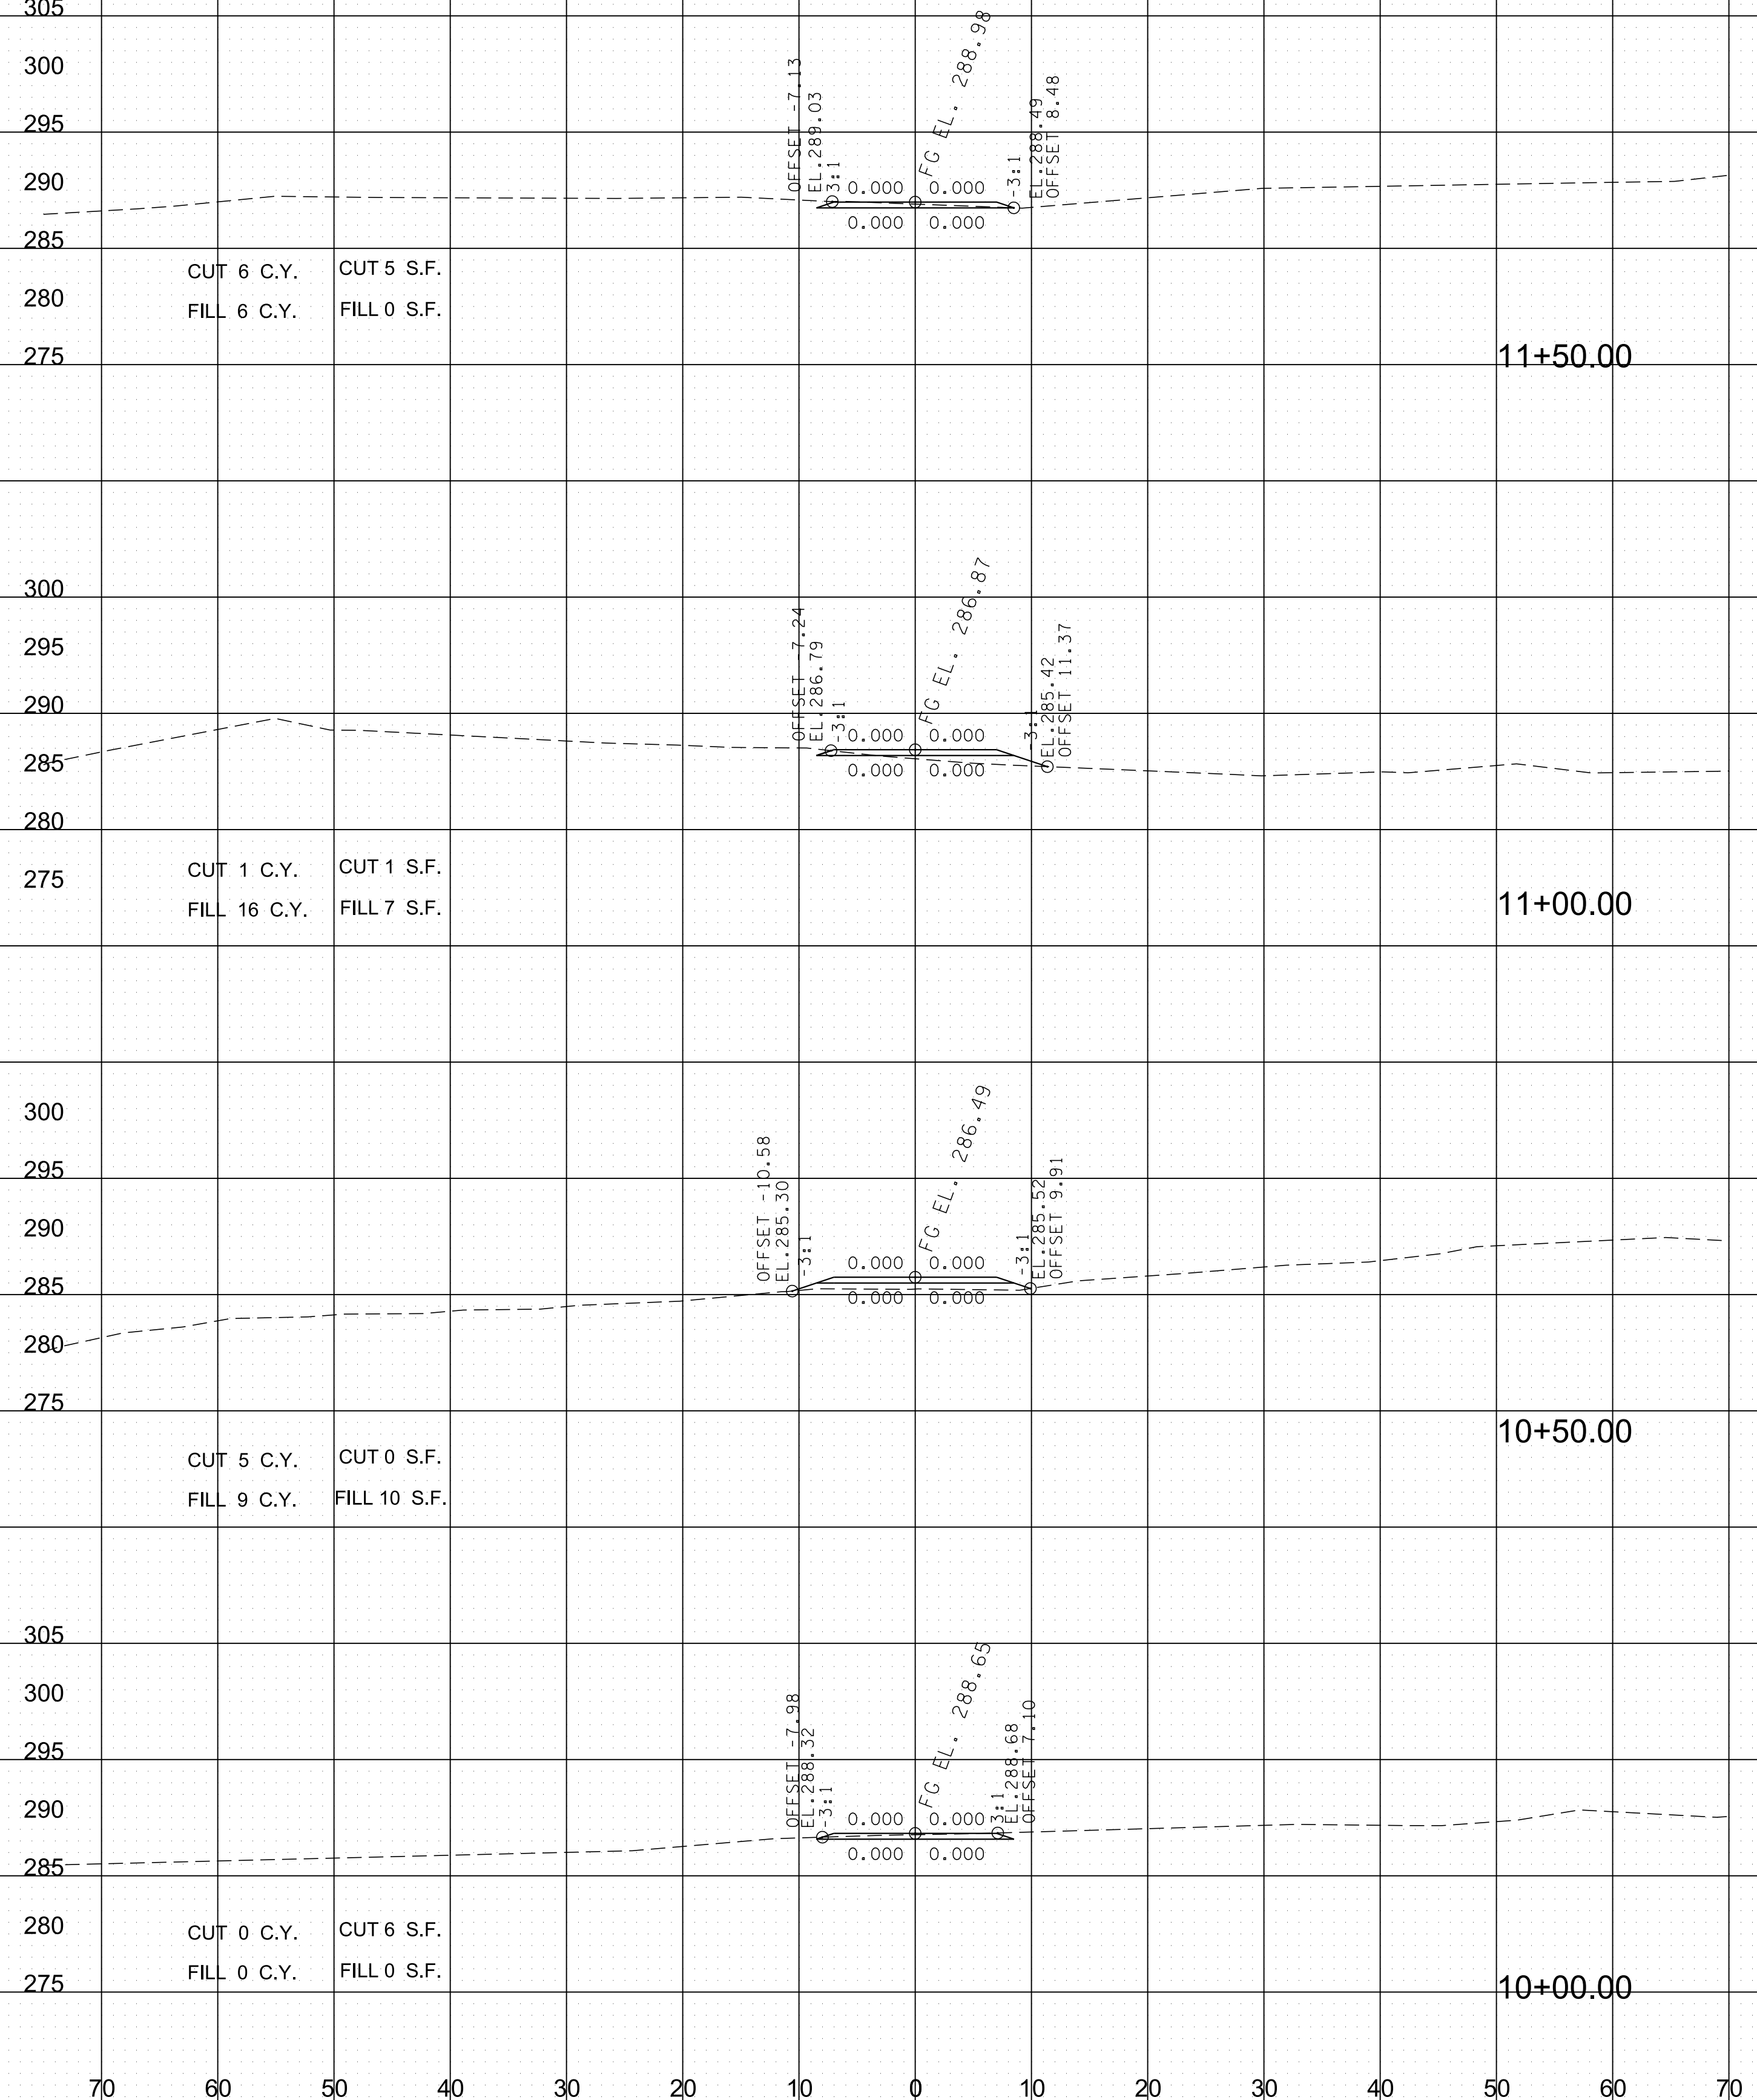 305
300
295
290
285
280
275
OFFSET -7.13
EL.289.03
3:1
0.000 0.000
FG EL. 288.98
-3:1
EL.288.49
OFFSET 8.48
0.000 0.000
CUT 6 C.Y. CUT 5 S.F.
FILL 6 C.Y. FILL 0 S.F.
11+50.00
300
295
290
285
280
275
OFFSET -7.24
EL.286.79
-3:1
0.000 0.000
FG EL. 286.87
-3:1
EL.285.42
OFFSET 11.37
0.000 0.000
CUT 1 C.Y. CUT 1 S.F.
FILL 16 C.Y. FILL 7 S.F.
11+00.00
300
295
290
285
280
275
OFFSET -10.58
EL.285.30
-3:1
0.000 0.000
FG EL. 286.49
-3:1
EL.285.52
OFFSET 9.91
0.000 0.000
CUT 5 C.Y. CUT 0 S.F.
FILL 9 C.Y. FILL 10 S.F.
10+50.00
305
300
295
290
285
280
275
OFFSET -7.98
EL.288.32
-3:1
0.000 0.000
FG EL. 288.65
3:1
EL.288.68
OFFSET 7.10
0.000 0.000
CUT 0 C.Y. CUT 6 S.F.
FILL 0 C.Y. FILL 0 S.F.
10+00.00
70 60 50 40 30 20 10 0 10 20 30 40 50 60 70